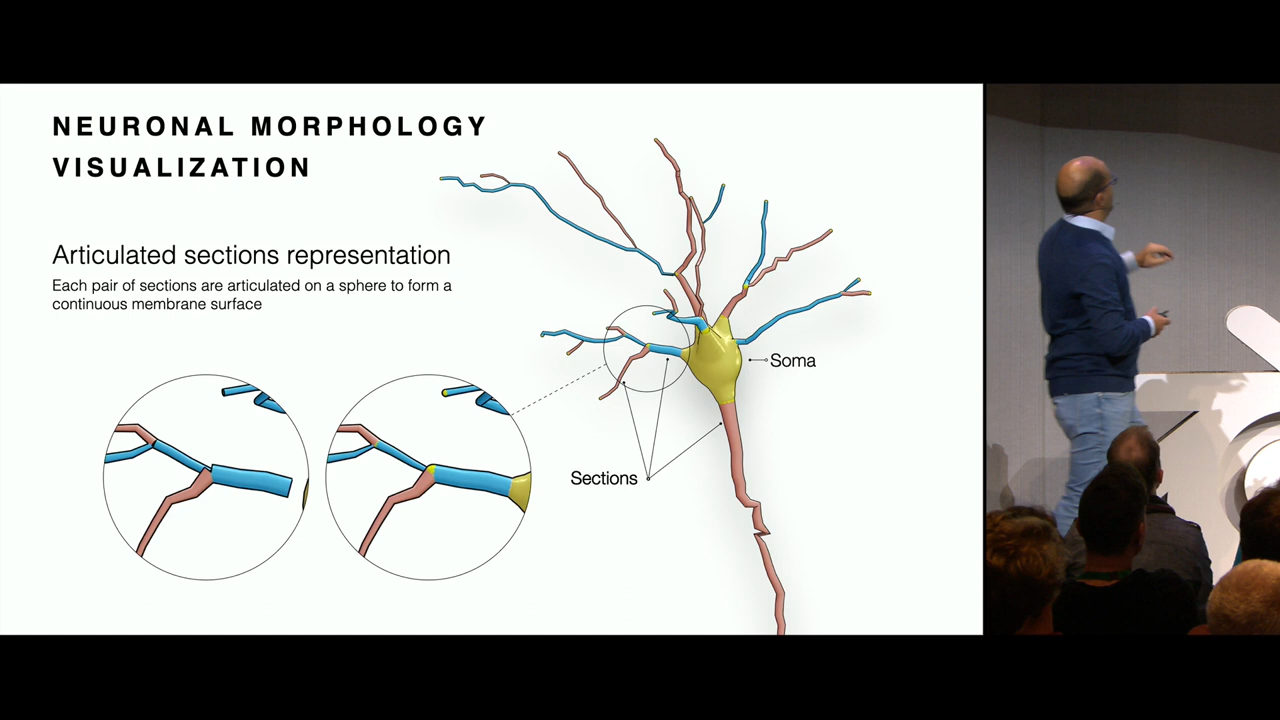 NEURONAL MORPHOLOGY
VISUALIZATION
Articulated sections representation
Each pair of sections are articulated on a sphere to form a
continuous membrane surface
Soma
Sections